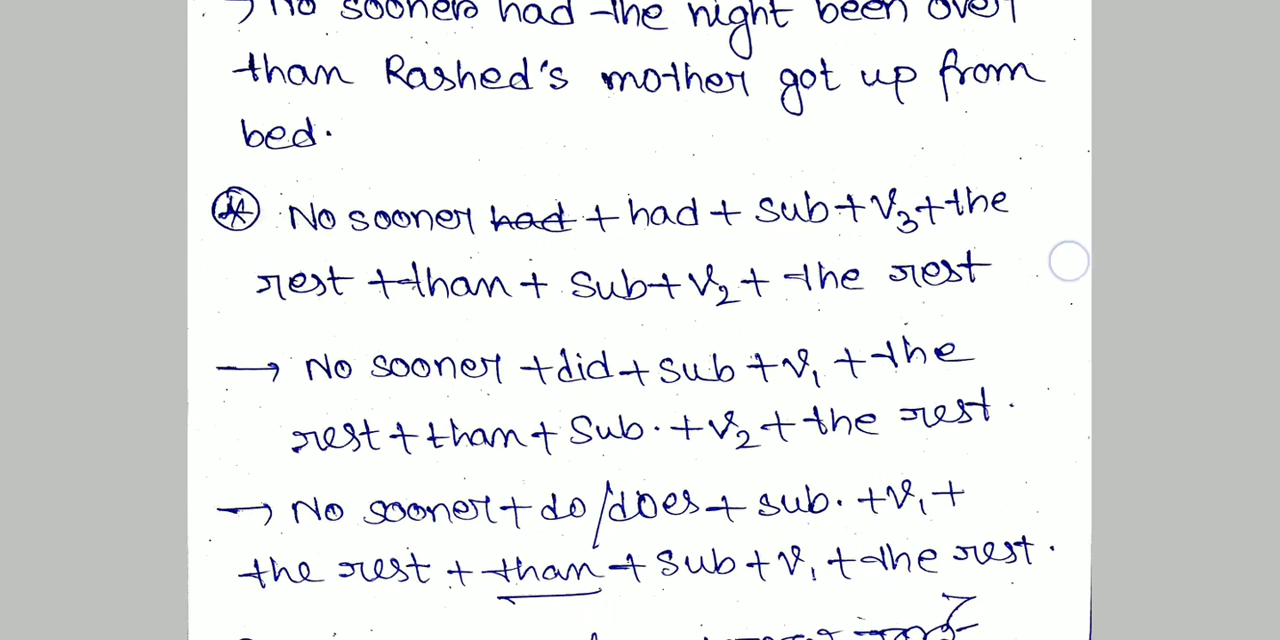 → No sooner had the night been over
than Rashed's mother got up from
bed.
No sooner had + had + sub + V3 + the
rest + than + sub + V2 + the rest
→ No sooner + did + sub + V1 + the
rest + than + sub. + V2 + the rest.
→ No sooner + do/does + sub. + V1 +
the rest + than + sub + V1 + the rest.